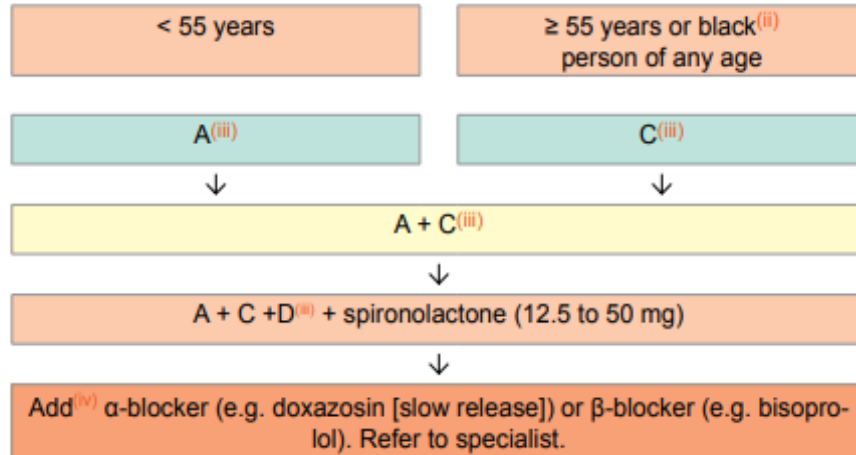 < 55 years
≥ 55 years or black(ii)
person of any age
A(iii)
C(iii)
A + C(iii)
A + C +D(iii) + spironolactone (12.5 to 50 mg)
Add(iv) α-blocker (e.g. doxazosin [slow release]) or β-blocker (e.g. bisopro-
lol). Refer to specialist.